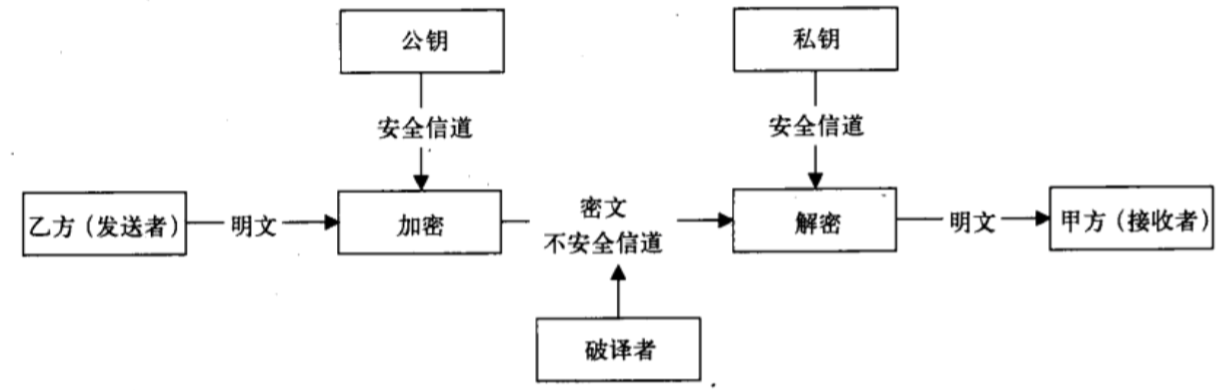 公钥
私钥
安全信道
安全信道
乙方（发送者）
明文
加密
密文
不安全信道
解密
明文
甲方（接收者）
破译者